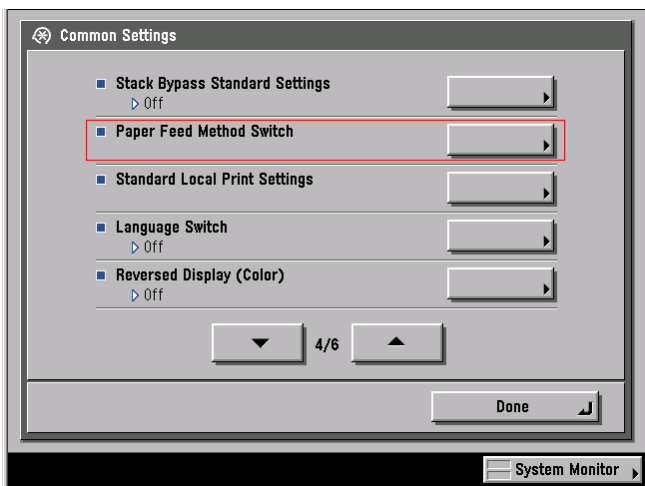 Common Settings
Stack Bypass Standard Settings
Off
Paper Feed Method Switch
Standard Local Print Settings
Language Switch
Off
Reversed Display (Color)
Off
4/6
Done
System Monitor